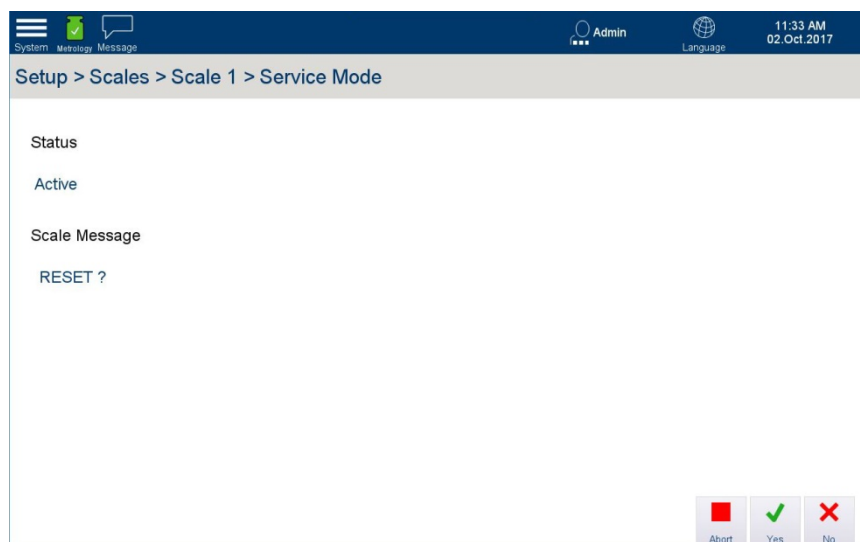 System Metrology Message Admin Language 11:33 AM
02.Oct.2017
Setup > Scales > Scale 1 > Service Mode
Status
Active
Scale Message
RESET ?
Abort Yes No